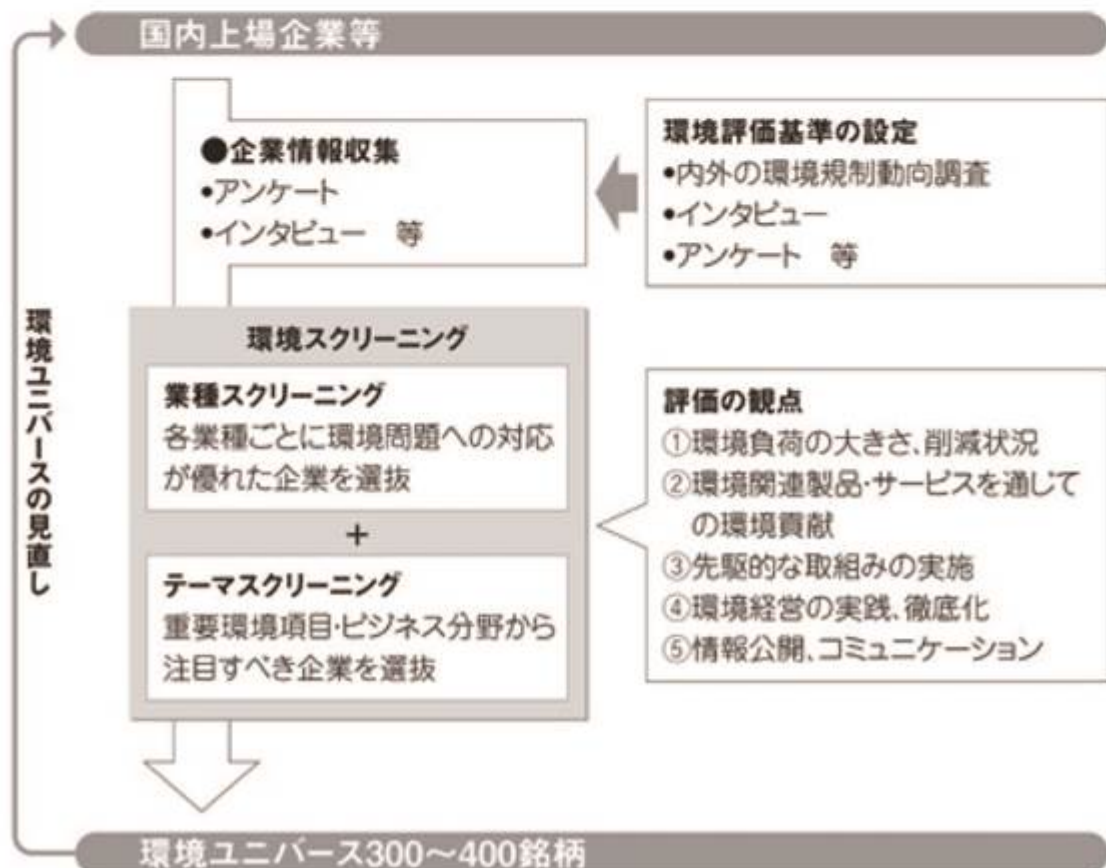 国内上場企業等
●企業情報収集
•アンケート
•インタビュー 等
環境評価基準の設定
•内外の環境規制動向調査
•インタビュー
•アンケート 等
環境スクリーニング
業種スクリーニング
各業種ごとに環境問題への対応
が優れた企業を選抜
+
テーマスクリーニング
重要環境項目・ビジネス分野から
注目すべき企業を選抜
評価の観点
①環境負荷の大きさ、削減状況
②環境関連製品・サービスを通じて
の環境貢献
③先駆的な取組みの実施
④環境経営の実践、徹底化
⑤情報公開、コミュニケーション
環境ユニバースの見直し
環境ユニバース300～400銘柄